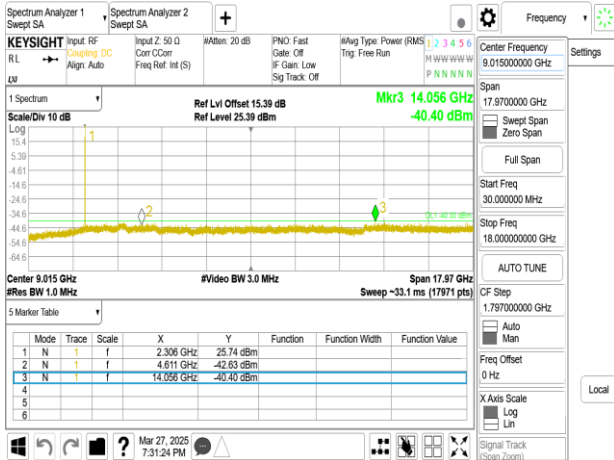 Spectrum Analyzer 1
Swept SA
Spectrum Analyzer 2
Swept SA
+
Frequency
KEYSIGHT
RL
Input: RF
Coupling: DC
Align: Auto
Input Z: 50 Ω
Corr CCorr
Freq Ref: Int (S)
#Atten: 20 dB
PNO: Fast
Gate: Off
IF Gain: Low
Sig Track: Off
#Avg Type: Power (RMS
Trig: Free Run
1 2 3 4 5 6
M W W W W W
P N N N N N
Settings
1 Spectrum
Scale/Div 10 dB
Ref Lvl Offset 15.39 dB
Ref Level 25.39 dBm
Mkr3 14.056 GHz
-40.40 dBm
Log
15.4
5.39
-4.61
-14.6
-24.6
-34.6
-44.6
-54.6
-64.6
1
2
3
DL1 -40.00 dBm
Center 9.015 GHz
#Res BW 1.0 MHz
#Video BW 3.0 MHz
Span 17.97 GHz
Sweep ~33.1 ms (17971 pts)
5 Marker Table
Mode Trace Scale X Y Function Function Width Function Value
1 N 1 f 2.306 GHz 25.74 dBm
2 N 1 f 4.611 GHz -42.63 dBm
3 N 1 f 14.056 GHz -40.40 dBm
4
5
6
Center Frequency
9.015000000 GHz
Span
17.9700000 GHz
Swept Span
Zero Span
Full Span
Start Freq
30.000000 MHz
Stop Freq
18.000000000 GHz
AUTO TUNE
CF Step
1.797000000 GHz
Auto
Man
Freq Offset
0 Hz
X Axis Scale
Log
Lin
Signal Track
(Span Zoom)
Local
?
Mar 27, 2025
7:31:24 PM